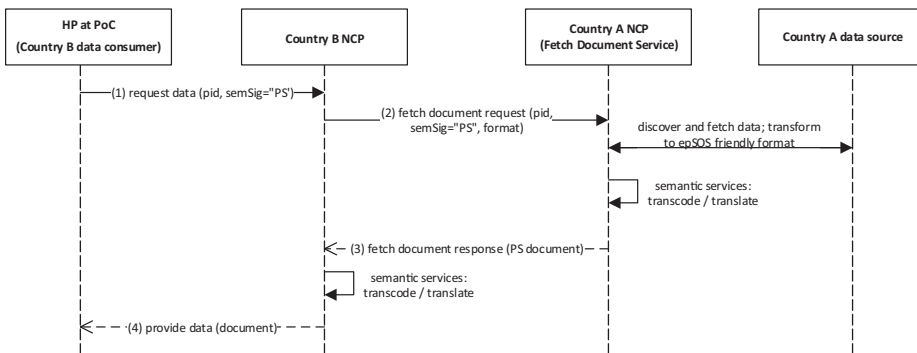 HP at PoC
(Country B data consumer)
Country B NCP
Country A NCP
(Fetch Document Service)
Country A data source
(1) request data (pid, semSig="PS')
(2) fetch document request (pid,
semSig="PS", format)
discover and fetch data; transform
to epSOS friendly format
semantic services:
transcode / translate
(3) fetch document response (PS document)
semantic services:
transcode / translate
(4) provide data (document)